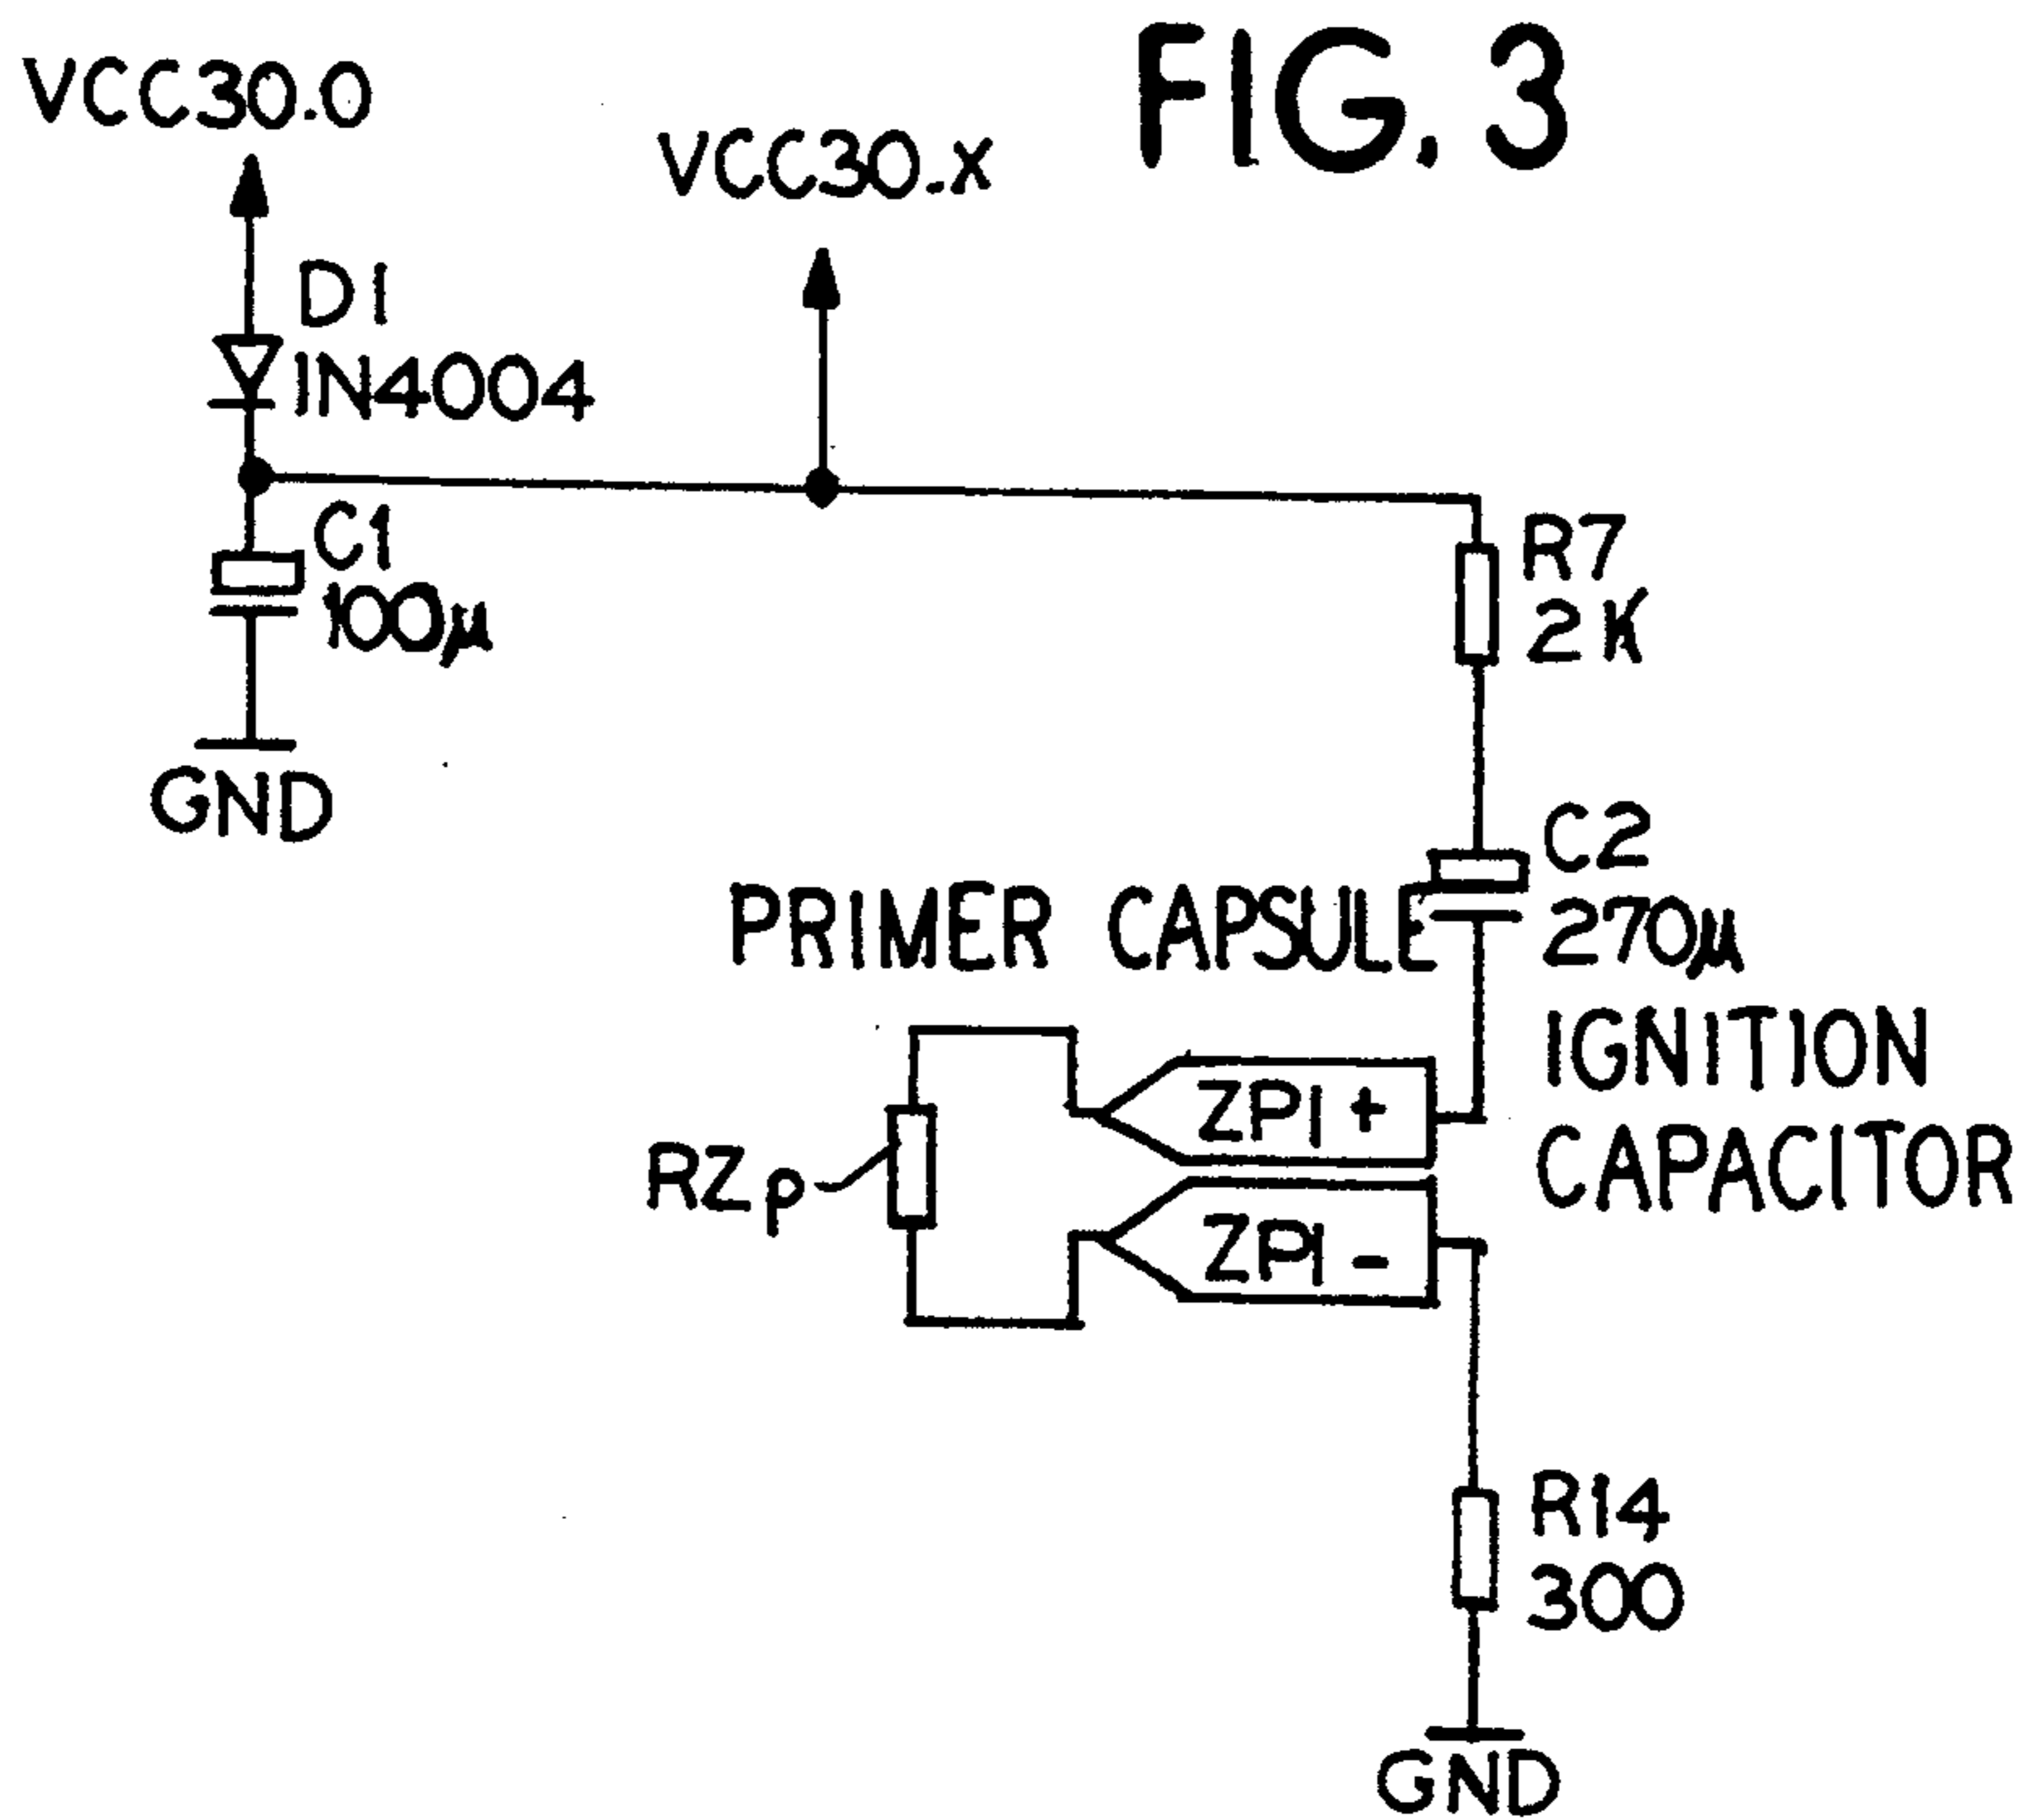 FIG. 3
VCC30.0
VCC30.X
D1
1N4004
C1
100µ
GND
R7
2K
C2
270µ
IGNITION
CAPACITOR
PRIMER CAPSULE
ZP1+
RZp
ZP1-
R14
300
GND